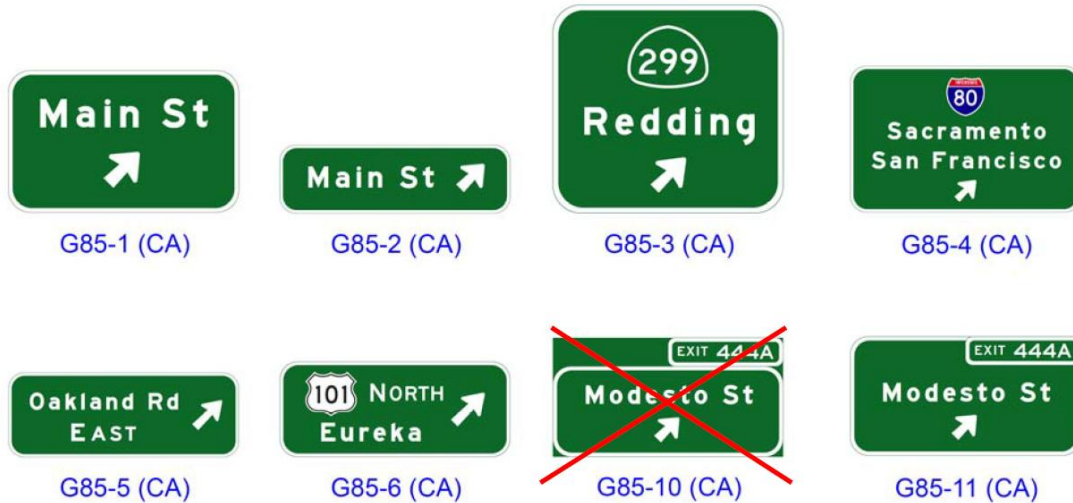 Main St
G85-1 (CA)
Main St
G85-2 (CA)
299
Redding
G85-3 (CA)
INTERSTATE
80
Sacramento
San Francisco
G85-4 (CA)
Oakland Rd
EAST
G85-5 (CA)
101 NORTH
Eureka
G85-6 (CA)
EXIT 444A
Modesto St
G85-10 (CA)
EXIT 444A
Modesto St
G85-11 (CA)